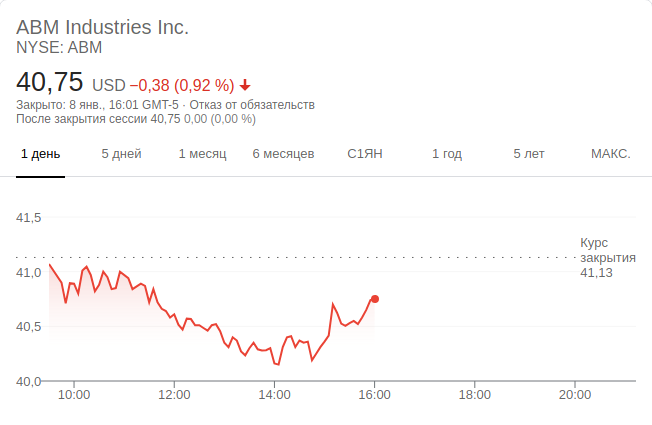 ABM Industries Inc.
NYSE: ABM
40,75 USD −0,38 (0,92 %)
Закрыто: 8 янв., 16:01 GMT-5 · Отказ от обязательств
После закрытия сессии 40,75 0,00 (0,00 %)
1 день 5 дней 1 месяц 6 месяцев С1ЯН 1 год 5 лет МАКС.
41,5
Курс
закрытия
41,13
41,0
40,5
40,0
10:00 12:00 14:00 16:00 18:00 20:00